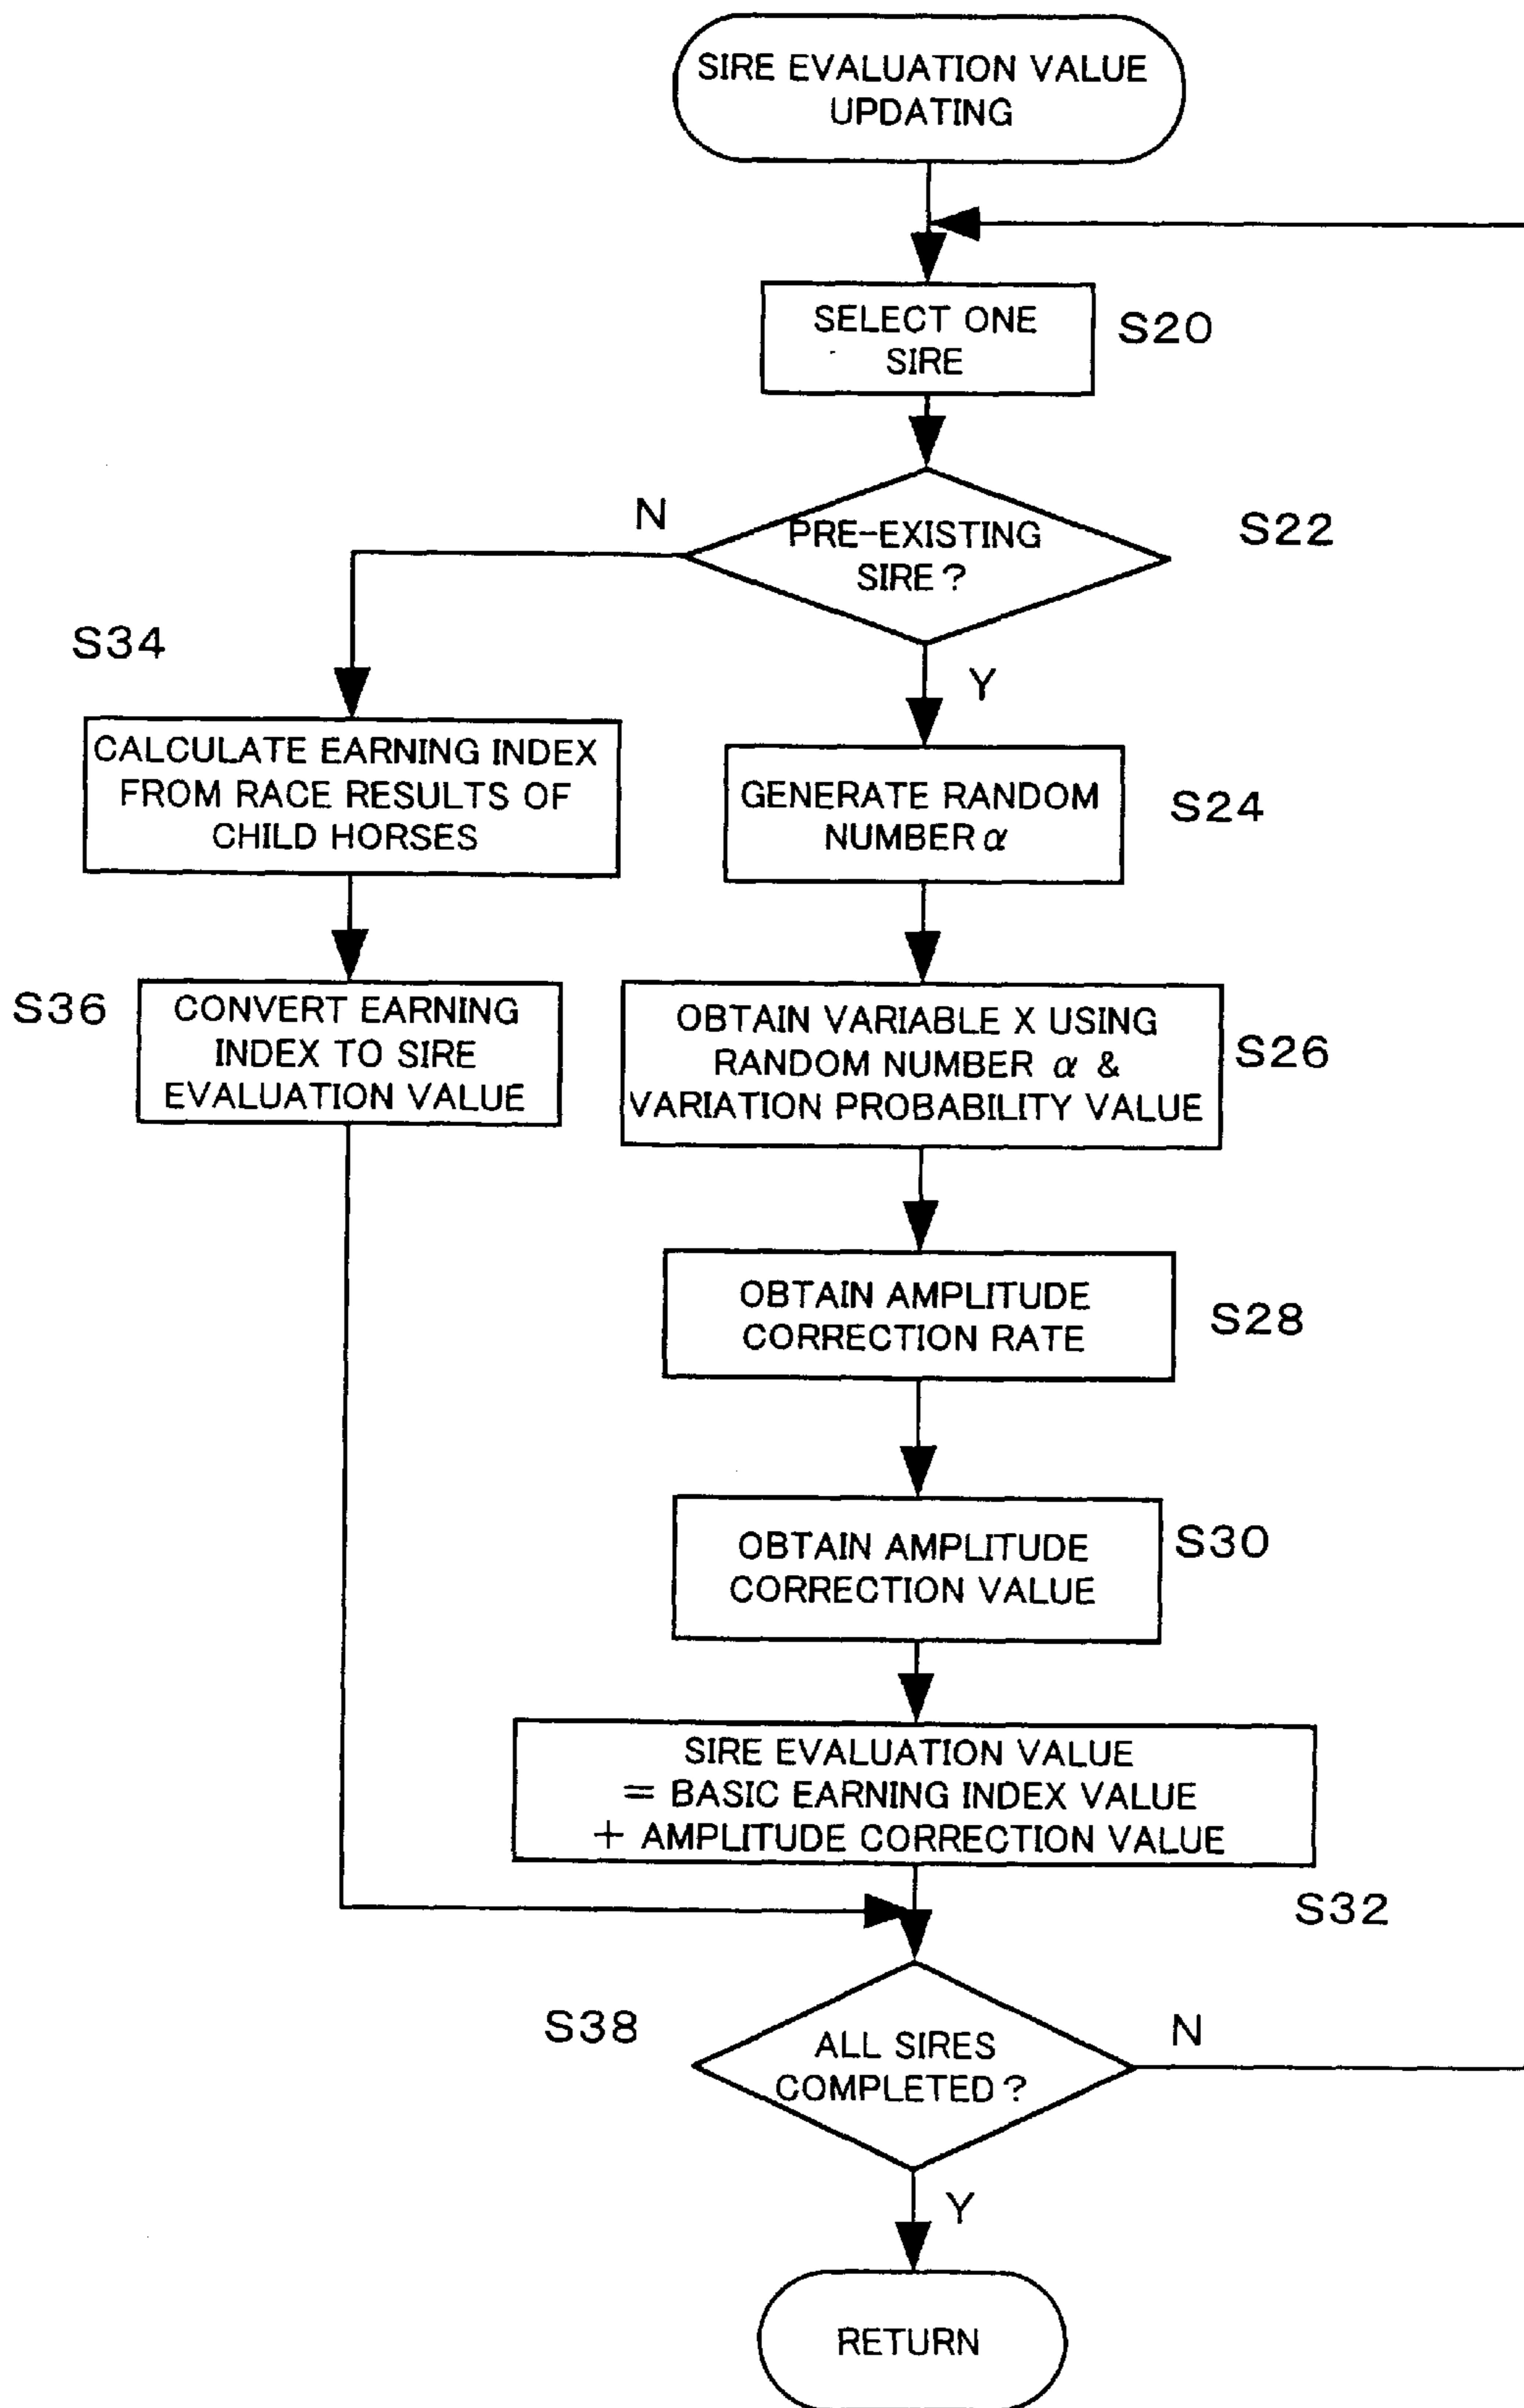 SIRE EVALUATION VALUE
UPDATING
SELECT ONE
SIRE
S20
N
PRE-EXISTING
SIRE?
S22
Y
S34
CALCULATE EARNING INDEX
FROM RACE RESULTS OF
CHILD HORSES
GENERATE RANDOM
NUMBER α
S24
S36
CONVERT EARNING
INDEX TO SIRE
EVALUATION VALUE
OBTAIN VARIABLE X USING
RANDOM NUMBER α &
VARIATION PROBABILITY VALUE
S26
OBTAIN AMPLITUDE
CORRECTION RATE
S28
OBTAIN AMPLITUDE
CORRECTION VALUE
S30
SIRE EVALUATION VALUE
= BASIC EARNING INDEX VALUE
+ AMPLITUDE CORRECTION VALUE
S32
S38
ALL SIRES
COMPLETED?
N
Y
RETURN